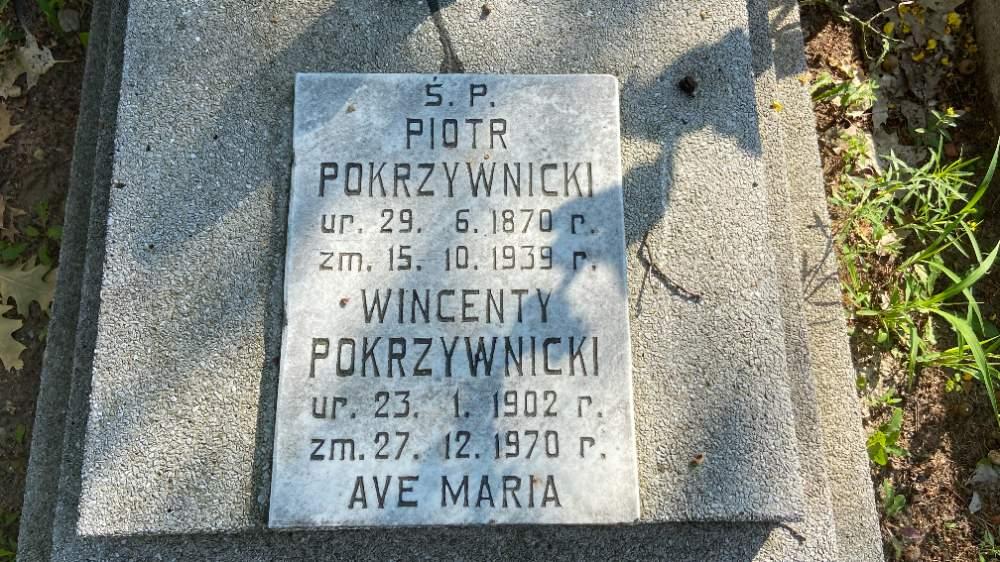 Ś. P.
PIOTR
POKRZYWNICKI
ur. 29. 6. 1870 r.
zm. 15. 10. 1939 r.
WINCENTY
POKRZYWNICKI
ur. 23. 1. 1902 r.
zm. 27. 12. 1970 r.
AVE MARIA